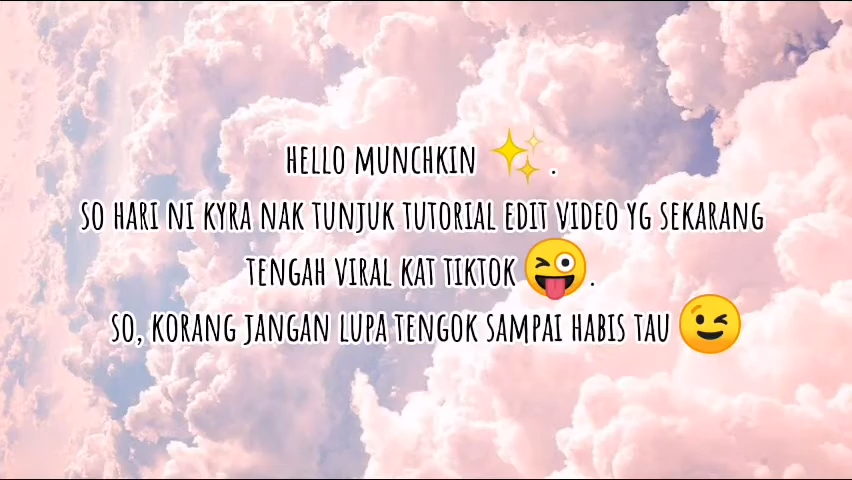 HELLO MUNCHKIN ✨ .
SO HARI NI KYRA NAK TUNJUK TUTORIAL EDIT VIDEO YG SEKARANG
TENGAH VIRAL KAT TIKTOK 😜 .
SO, KORANG JANGAN LUPA TENGOK SAMPAI HABIS TAU 😉